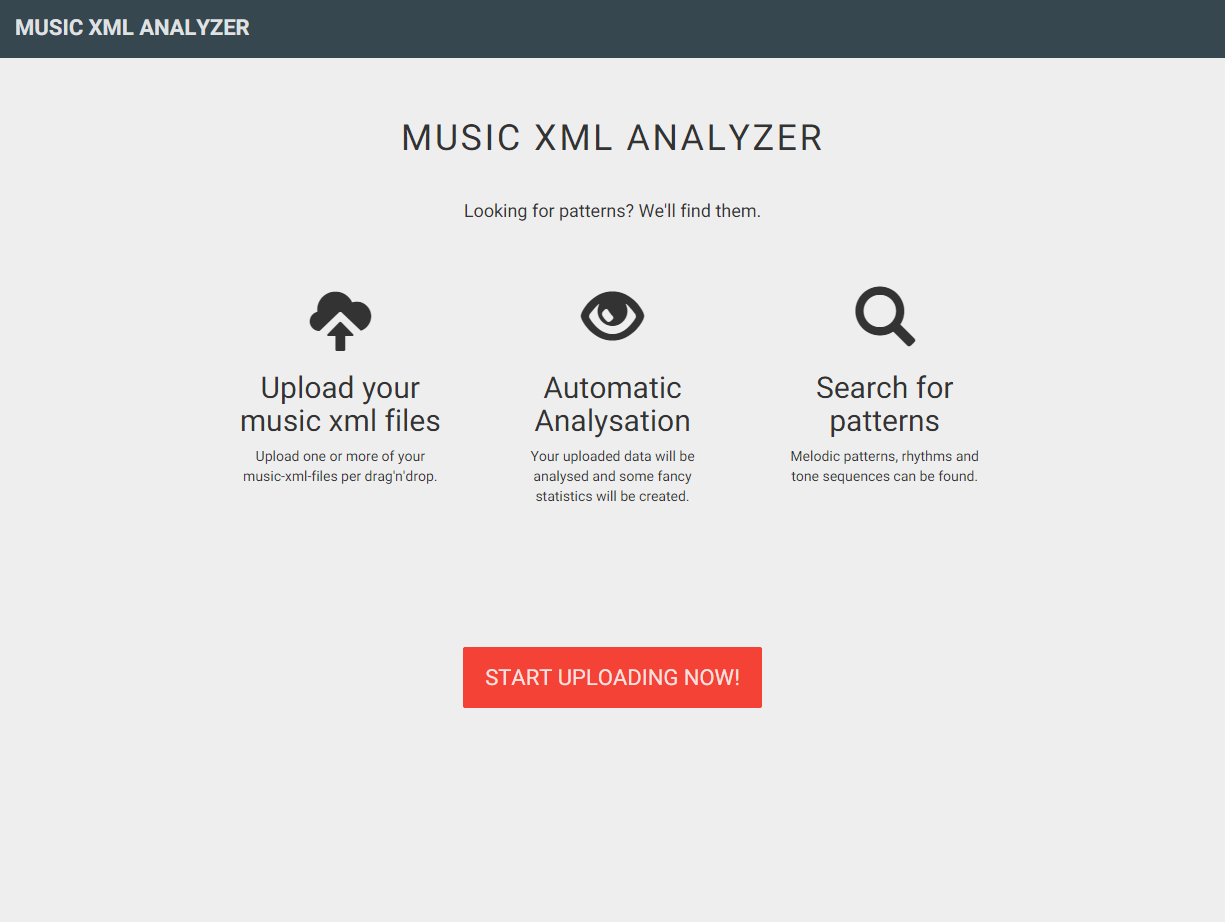 MUSIC XML ANALYZER
MUSIC XML ANALYZER
Looking for patterns? We'll find them.
Upload your
music xml files
Upload one or more of your
music-xml-files per drag'n'drop.
Automatic
Analysation
Your uploaded data will be
analysed and some fancy
statistics will be created.
Search for
patterns
Melodic patterns, rhythms and
tone sequences can be found.
START UPLOADING NOW!